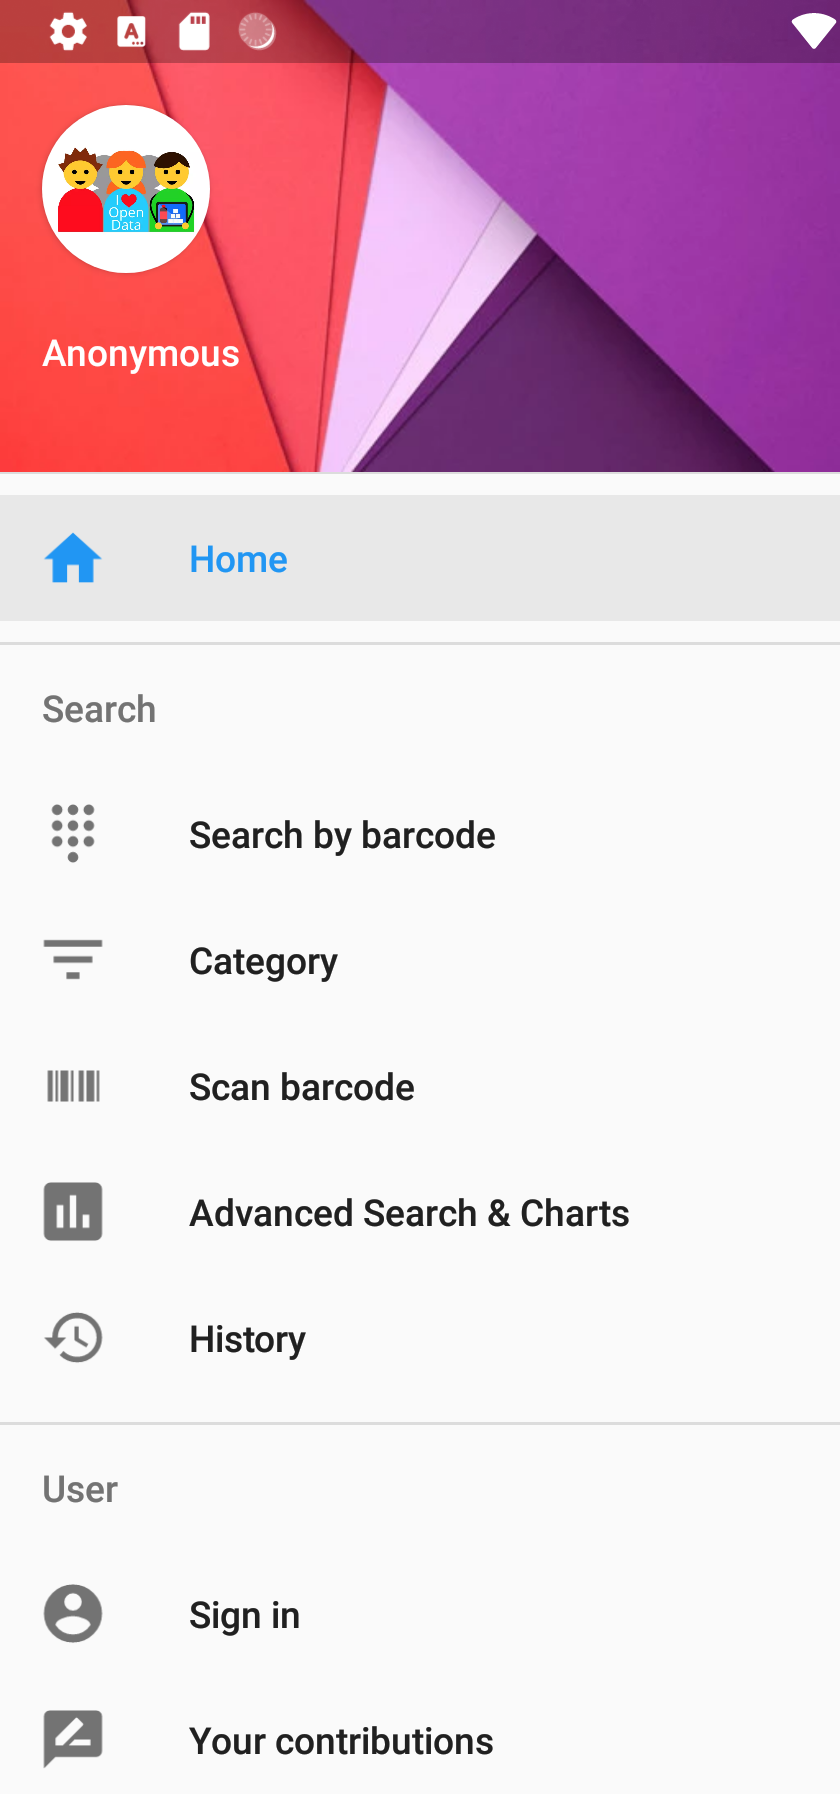 A
I
Open
Data
Anonymous
Home
Search
Search by barcode
Category
Scan barcode
Advanced Search & Charts
History
User
Sign in
Your contributions